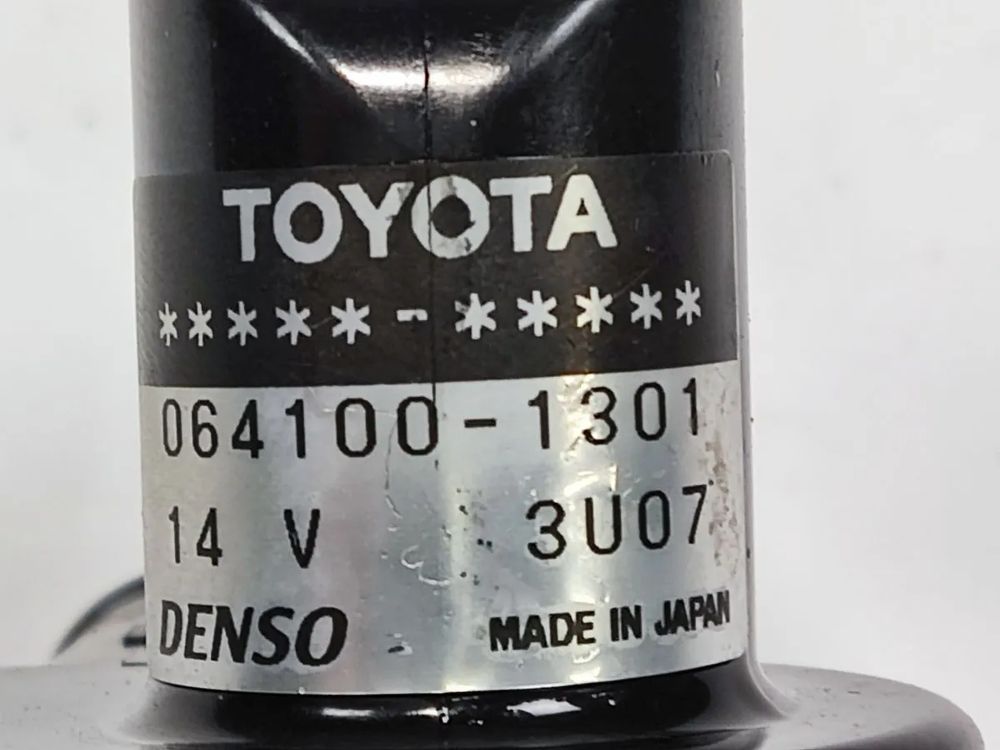 TOYOTA
*****-*****
064100-1301
14 V 3U07
DENSO MADE IN JAPAN